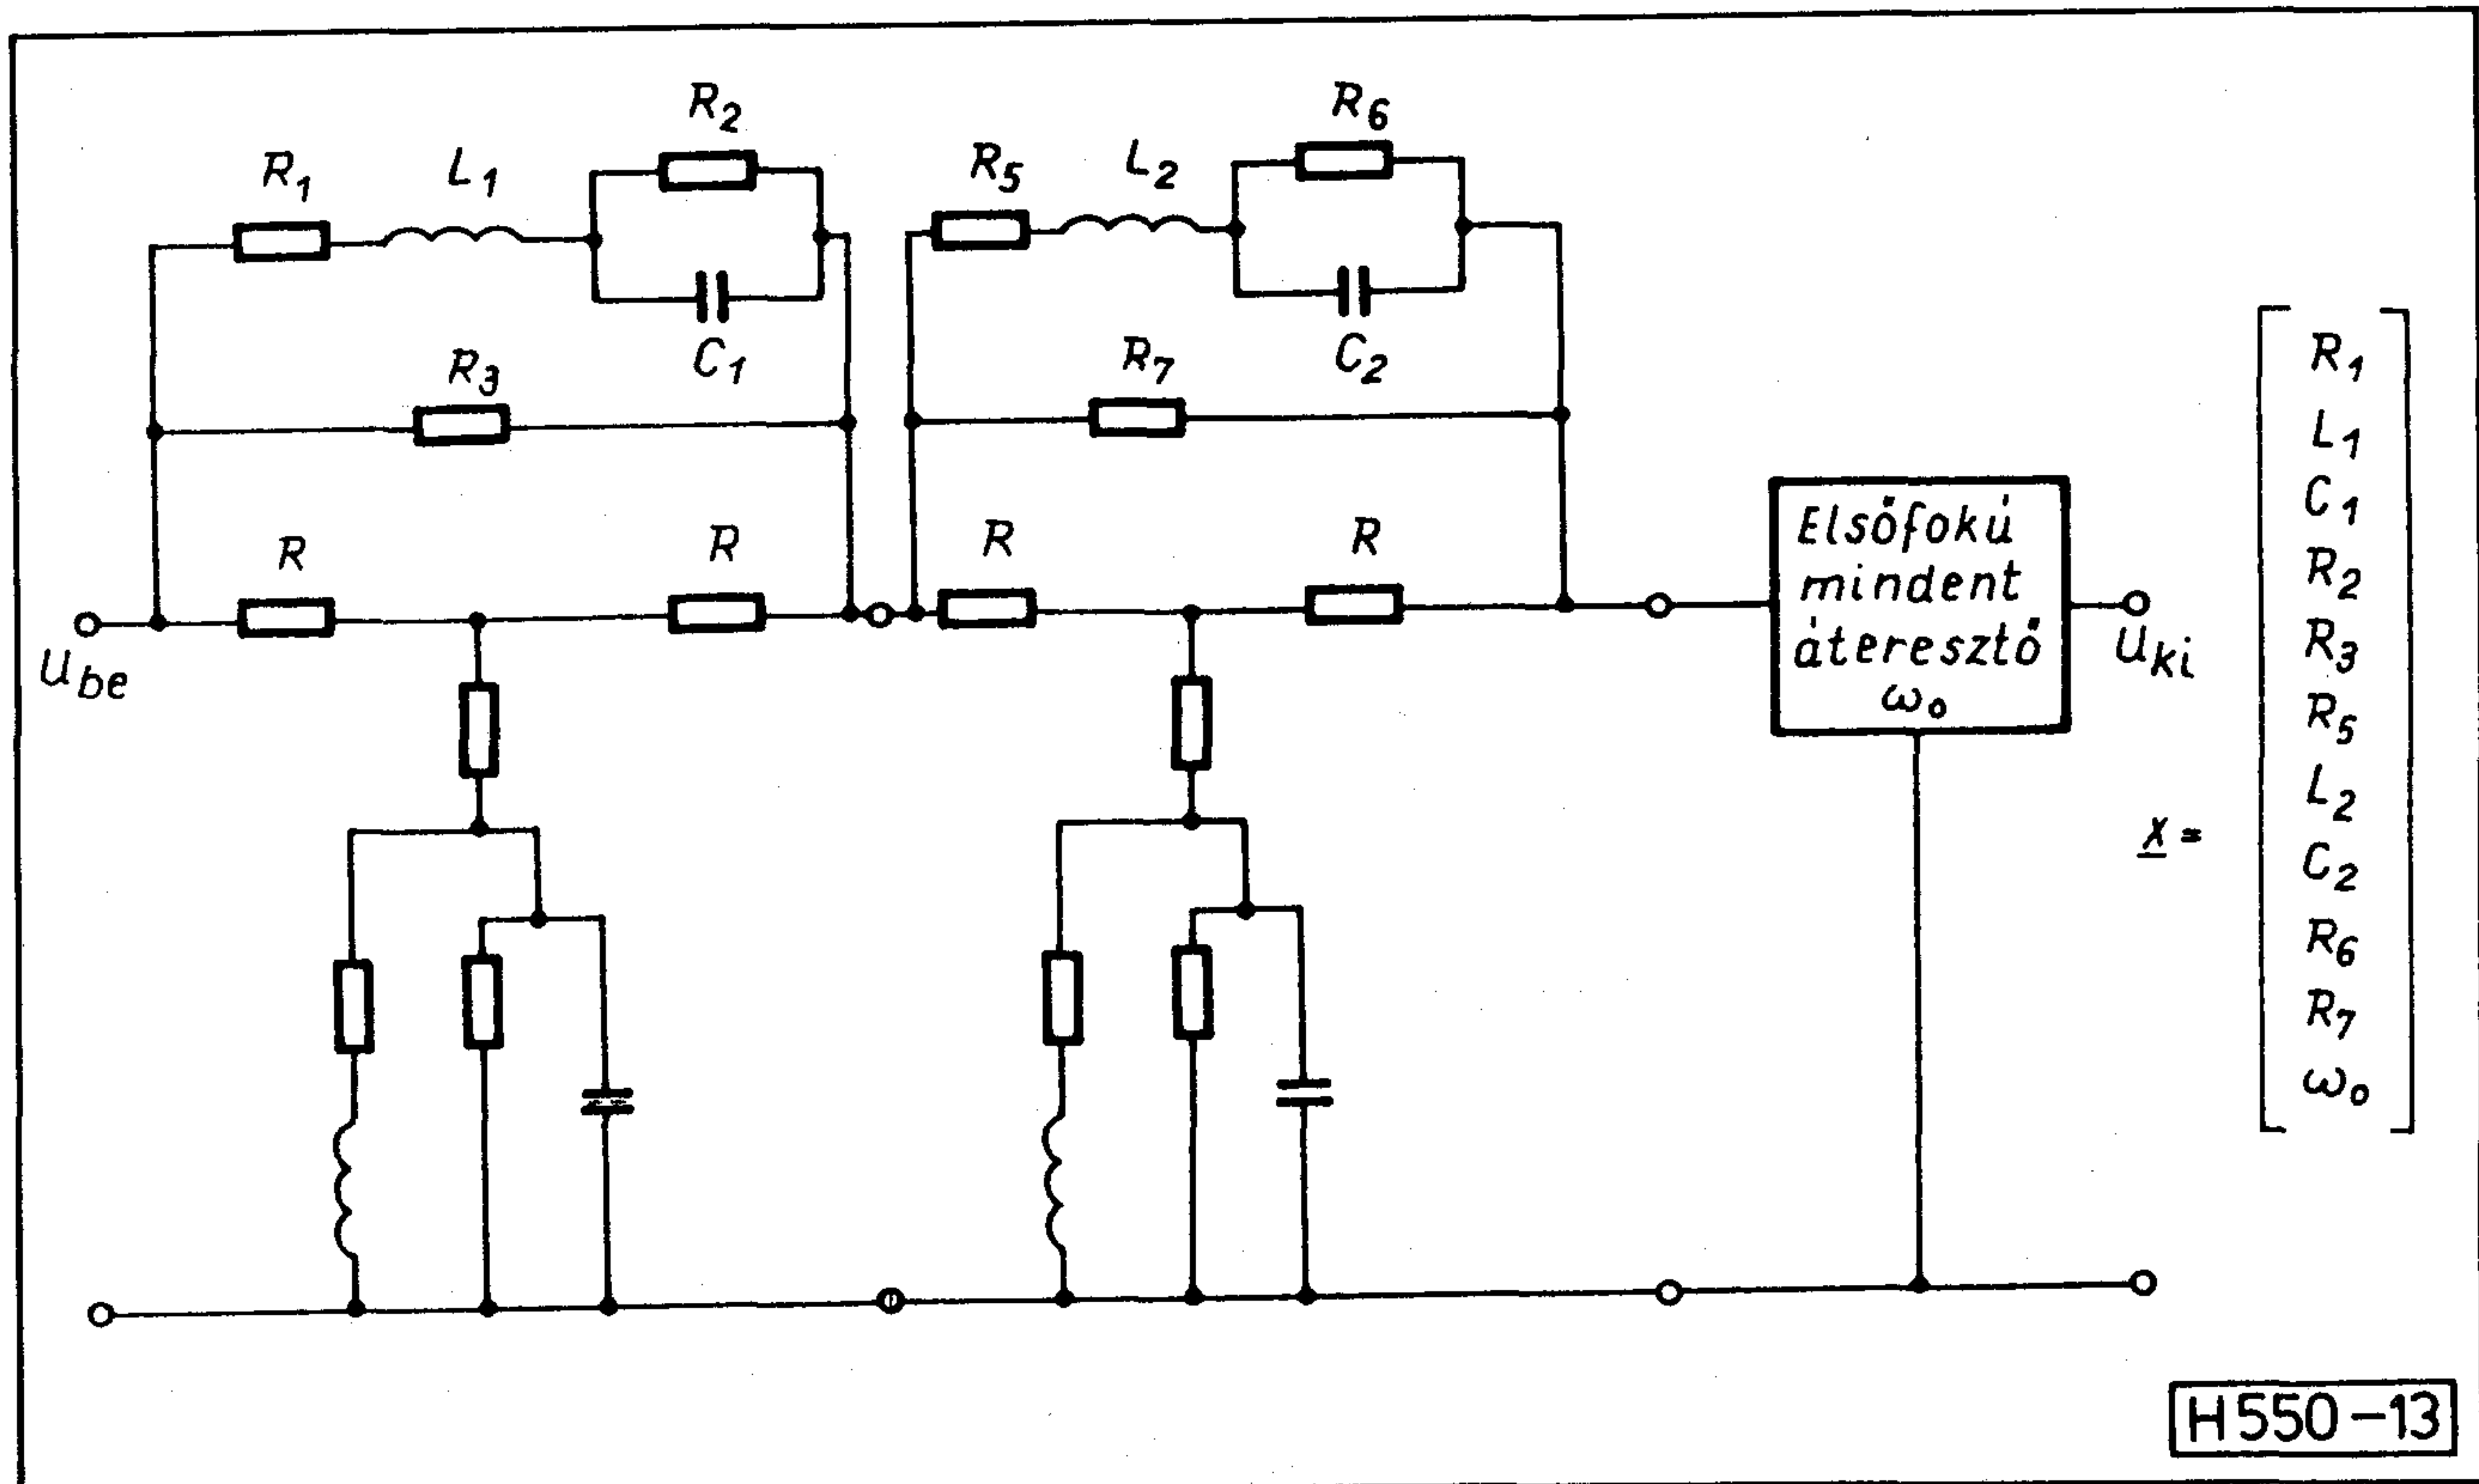 R₁
L₁
R₂
C₁
R₃
R
R
R₅
L₂
R₆
C₂
R₇
R
R
Ube
Elsőfokú
mindent
áteresztő
ω₀
Uki
x =
R₁
L₁
C₁
R₂
R₃
R₅
L₂
C₂
R₆
R₇
ω₀
H550-13